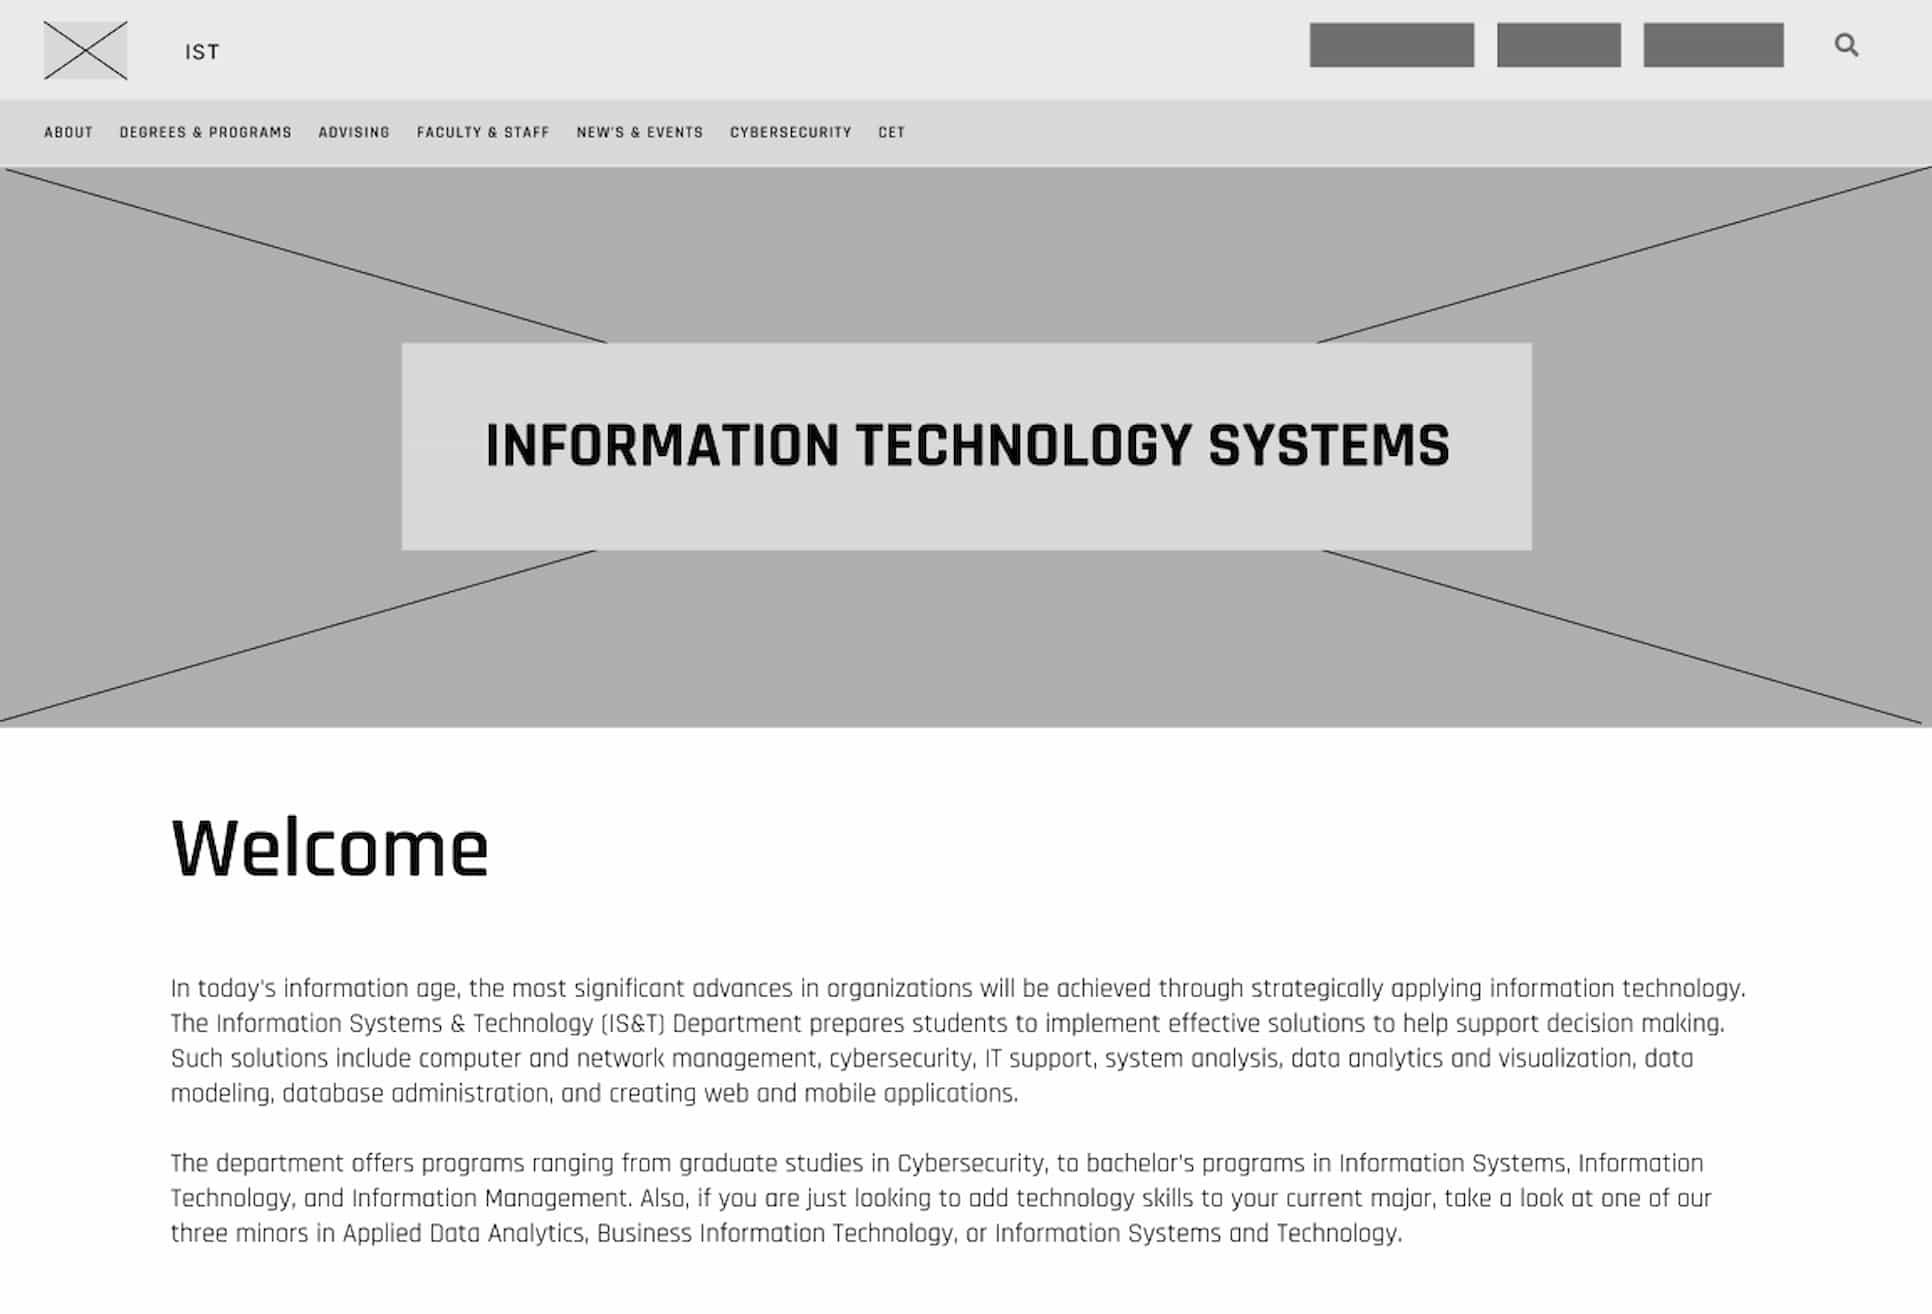 IST
ABOUT DEGREES & PROGRAMS ADVISING FACULTY & STAFF NEW'S & EVENTS CYBERSECURITY CET
INFORMATION TECHNOLOGY SYSTEMS
Welcome
In today's information age, the most significant advances in organizations will be achieved through strategically applying information technology.
The Information Systems & Technology (IS&T) Department prepares students to implement effective solutions to help support decision making.
Such solutions include computer and network management, cybersecurity, IT support, system analysis, data analytics and visualization, data
modeling, database administration, and creating web and mobile applications.
The department offers programs ranging from graduate studies in Cybersecurity, to bachelor's programs in Information Systems, Information
Technology, and Information Management. Also, if you are just looking to add technology skills to your current major, take a look at one of our
three minors in Applied Data Analytics, Business Information Technology, or Information Systems and Technology.